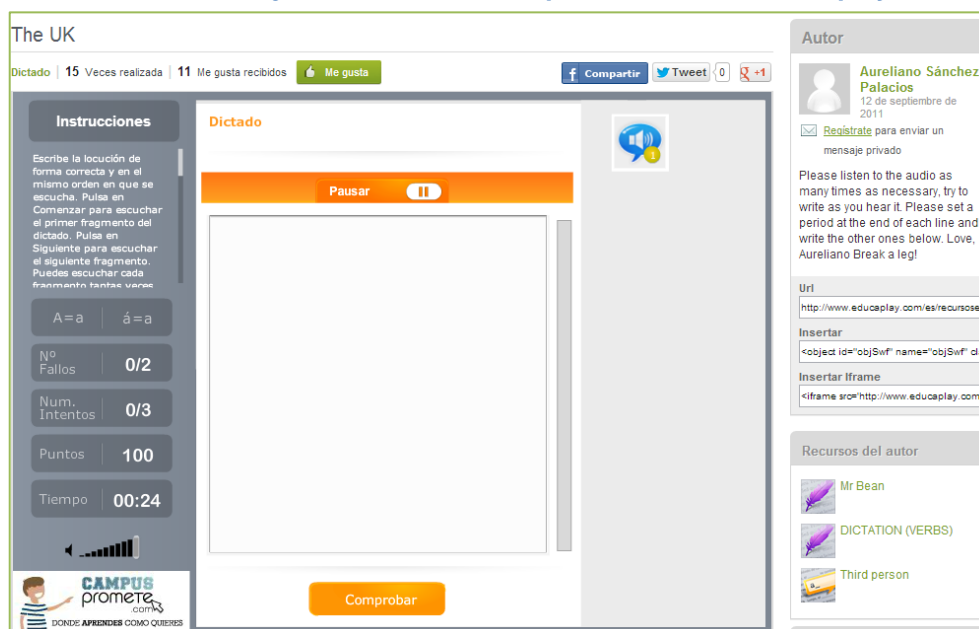 The UK
Dictado | 15 Veces realizada | 11 Me gusta recibidos Me gusta
f Compartir Tweet 0 g +1
Instrucciones
Escribe la locución de
forma correcta y en el
mismo orden en que se
escucha. Pulsa en
Comenzar para escuchar
el primer fragmento del
dictado. Pulsa en
Siguiente para escuchar
el siguiente fragmento.
Puedes escuchar cada
fragmento tantas veces
A=a á=a
Nº
Fallos 0/2
Num.
Intentos 0/3
Puntos 100
Tiempo 00:24
CAMPUS
promete
.com
DONDE APRENDES COMO QUIERES
Dictado
Pausar
1
Comprobar
Autor
Aureliano Sánchez
Palacios
12 de septiembre de
2011
Regístrate para enviar un
mensaje privado
Please listen to the audio as
many times as necessary, try to
write as you hear it. Please set a
period at the end of each line and
write the other ones below. Love,
Aureliano Break a leg!
Url
http://www.educaplay.com/es/recursose
Insertar
<object id="objSwf" name="objSwf" cl
Insertar Iframe
<iframe src='http://www.educaplay.com
Recursos del autor
Mr Bean
DICTATION (VERBS)
Third person